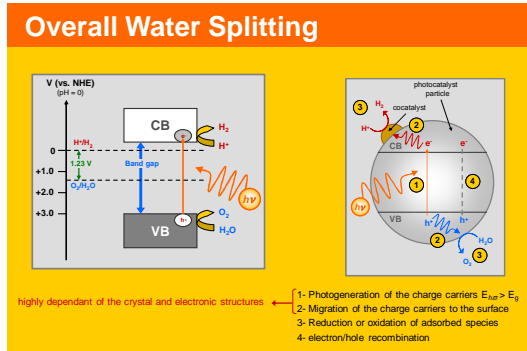 Overall Water Splitting
V (vs. NHE)
(pH = 0)
H⁺/H₂
0
1.23 V
+1.0
O₂/H₂O
+2.0
+3.0
CB
e⁻
Band gap
h+
VB
H₂
H⁺
hν
O₂
H₂O
photocatalyst
particle
cocatalyst
3
H₂
H⁺
2
CB
e⁻
e⁻
1
4
hν
VB
h⁺
h⁺
2
H₂O
3
O₂
highly dependant of the crystal and electronic structures
1- Photogeneration of the charge carriers E_hν > E_g
2- Migration of the charge carriers to the surface
3- Reduction or oxidation of adsorbed species
4- electron/hole recombination